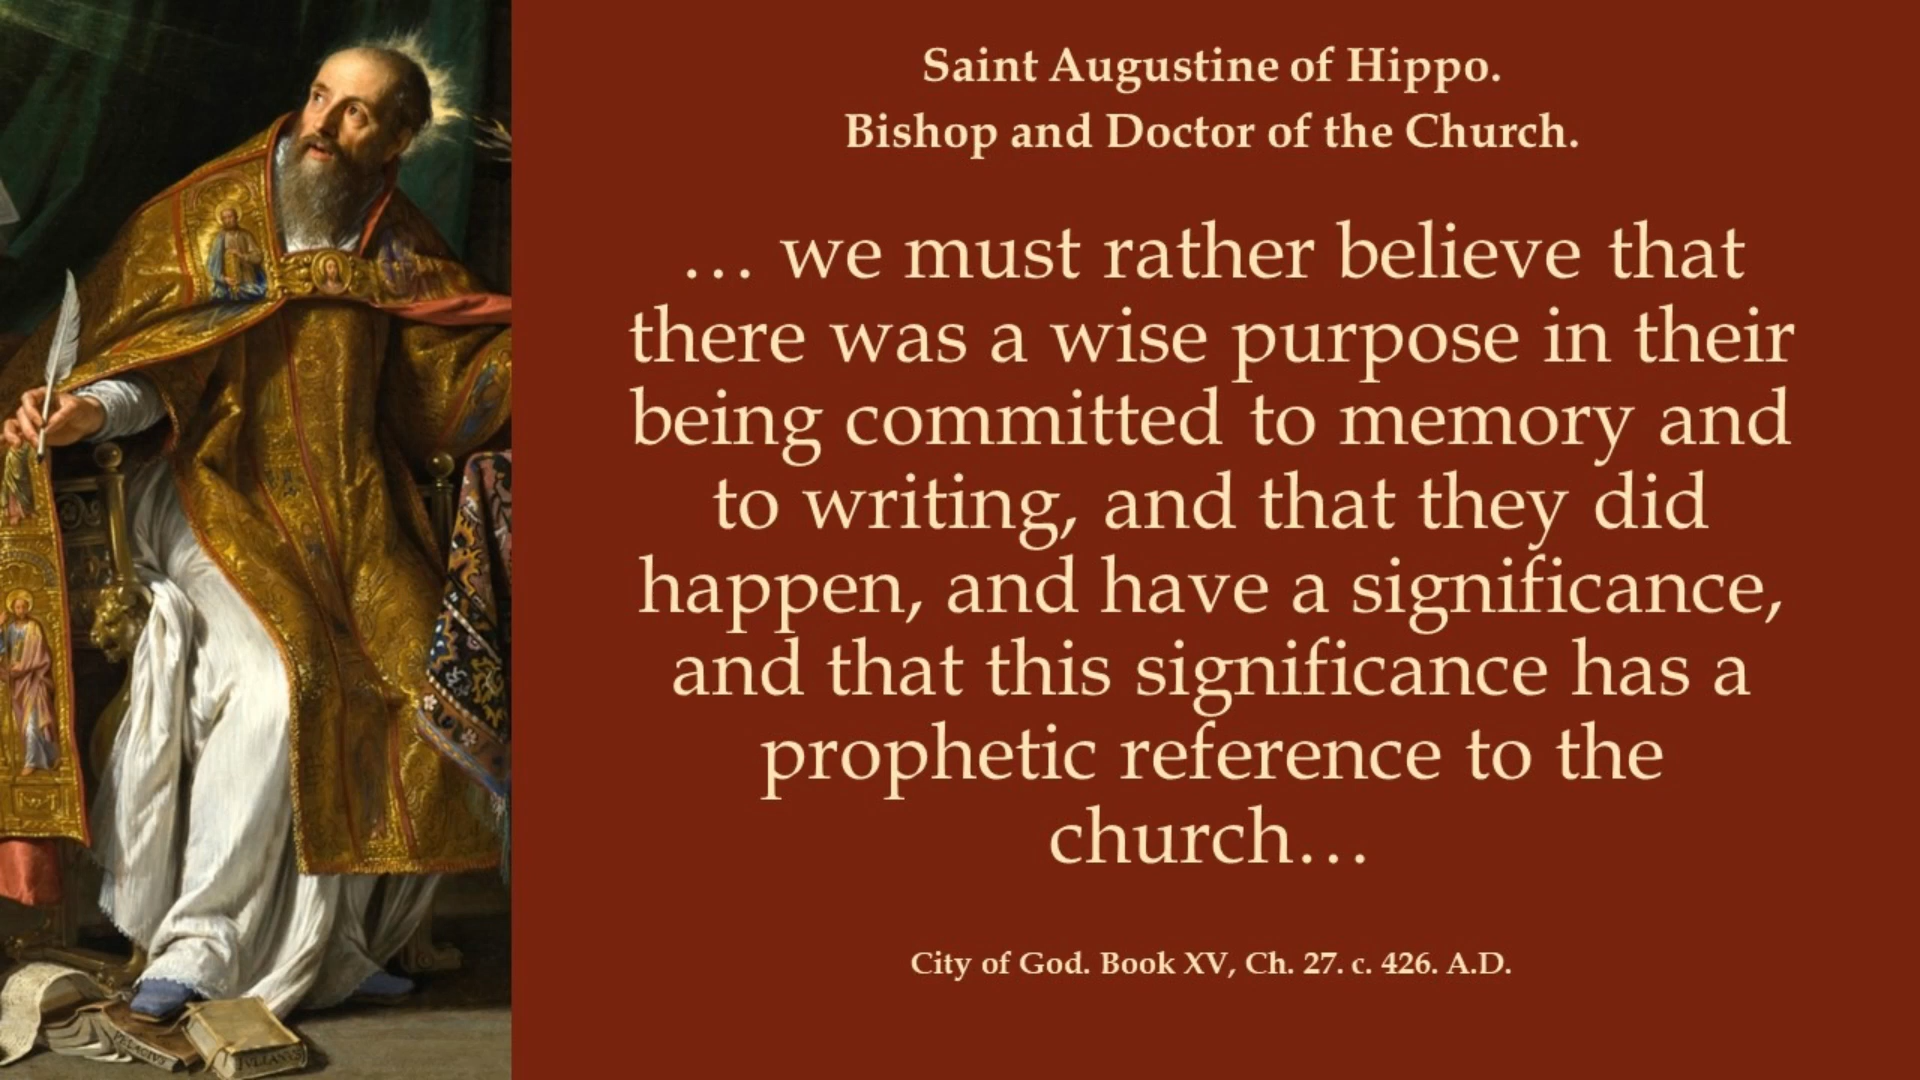 Saint Augustine of Hippo.
Bishop and Doctor of the Church.
… we must rather believe that
there was a wise purpose in their
being committed to memory and
to writing, and that they did
happen, and have a significance,
and that this significance has a
prophetic reference to the
church…
City of God. Book XV, Ch. 27. c. 426. A.D.
PELAGIVS
IVLIANVS